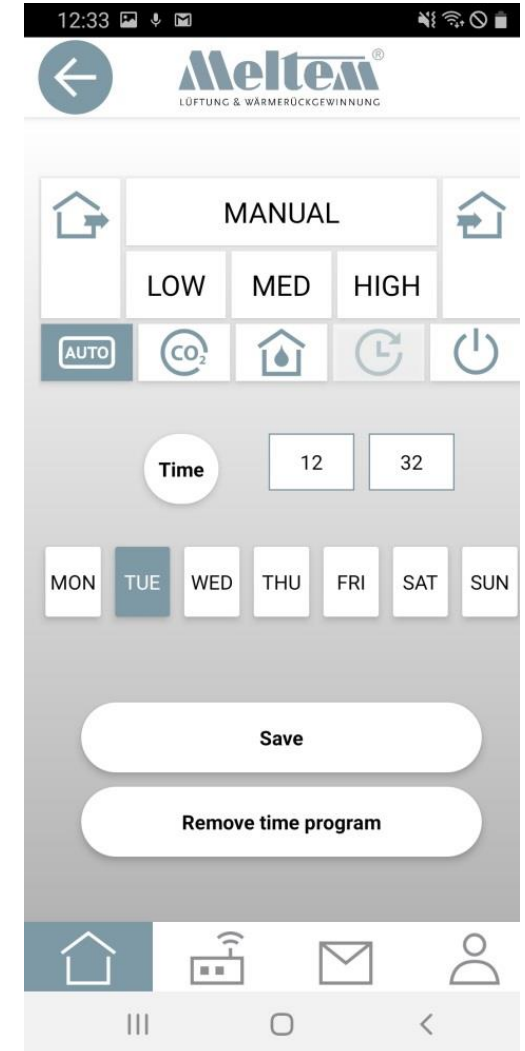 12:33
Meltem®
LÜFTUNG & WÄRMERÜCKGEWINNUNG
MANUAL
LOW MED HIGH
AUTO CO2
Time 12 32
MON TUE WED THU FRI SAT SUN
Save
Remove time program